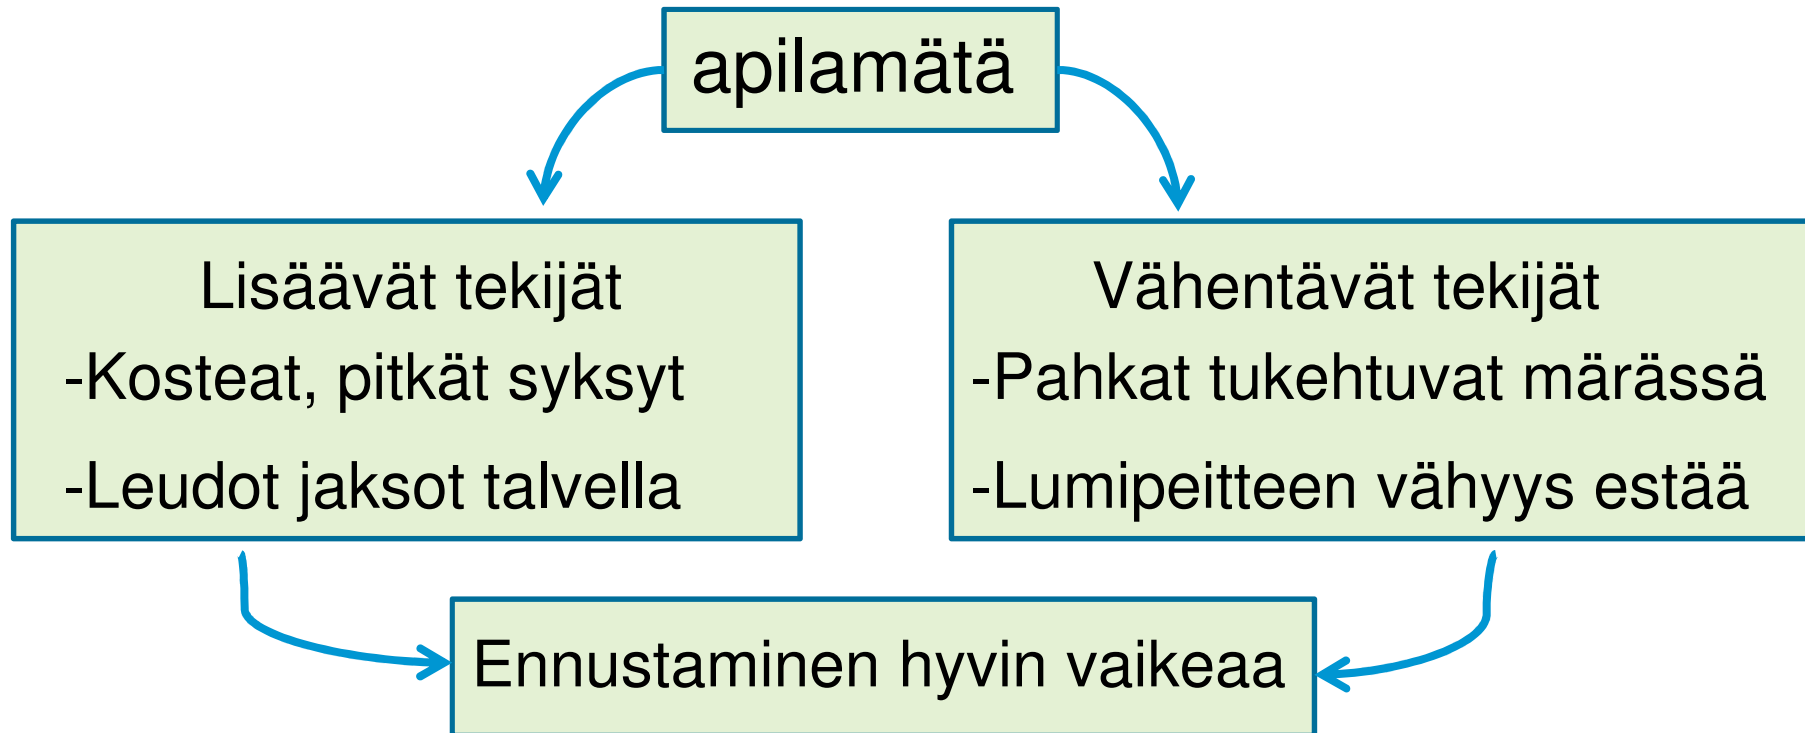 apilamätä
Lisäävät tekijät
-Kosteat, pitkät syksyt
-Leudot jaksot talvella
Vähentävät tekijät
-Pahkat tukehtuvat märässä
-Lumipeitteen vähyys estää
Ennustaminen hyvin vaikeaa